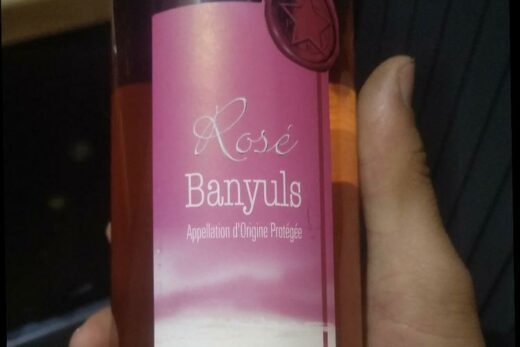 Rosé
Banyuls
Appellation d'Origine Protégée